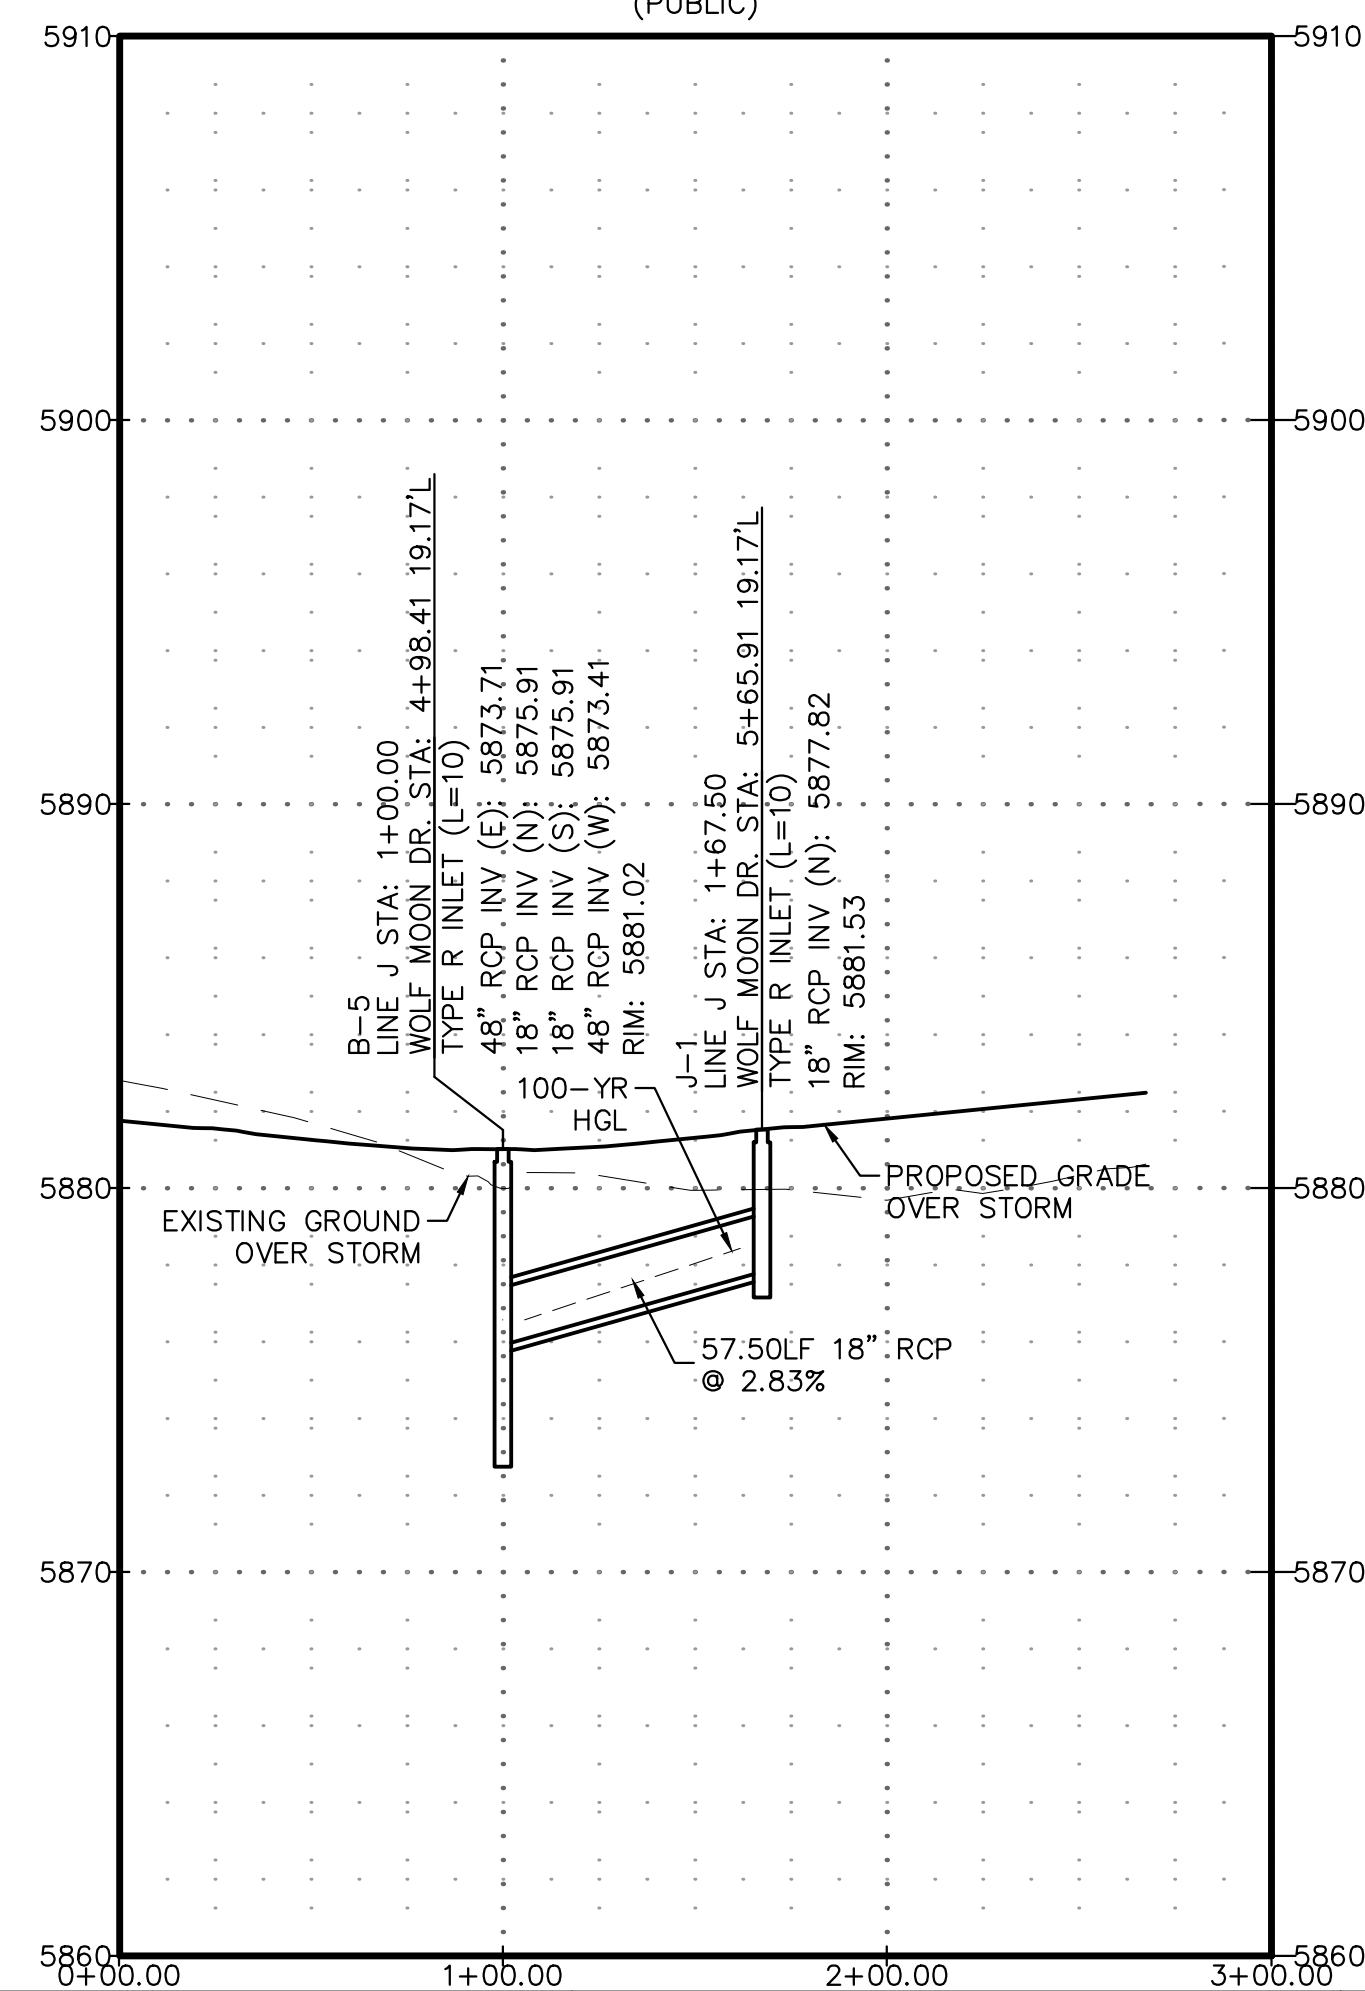 (PUBLIC)
5910
5910
5900
5900
5890
5890
5880
5880
5870
5870
5860
5860
B-5
LINE J STA: 1+00.00
WOLF MOON DR. STA: 4+98.41 19.17'L
TYPE R INLET (L=10)
48" RCP INV (E): 5873.71
18" RCP INV (N): 5875.91
18" RCP INV (S): 5875.91
48" RCP INV (W): 5873.41
RIM: 5881.02
J-1
LINE J STA: 1+67.50
WOLF MOON DR. STA: 5+65.91 19.17'L
TYPE R INLET (L=10)
18" RCP INV (N): 5877.82
RIM: 5881.53
100-YR
HGL
PROPOSED GRADE
OVER STORM
EXISTING GROUND
OVER STORM
57.50LF 18" RCP
@ 2.83%
0+00.00
1+00.00
2+00.00
3+00.00